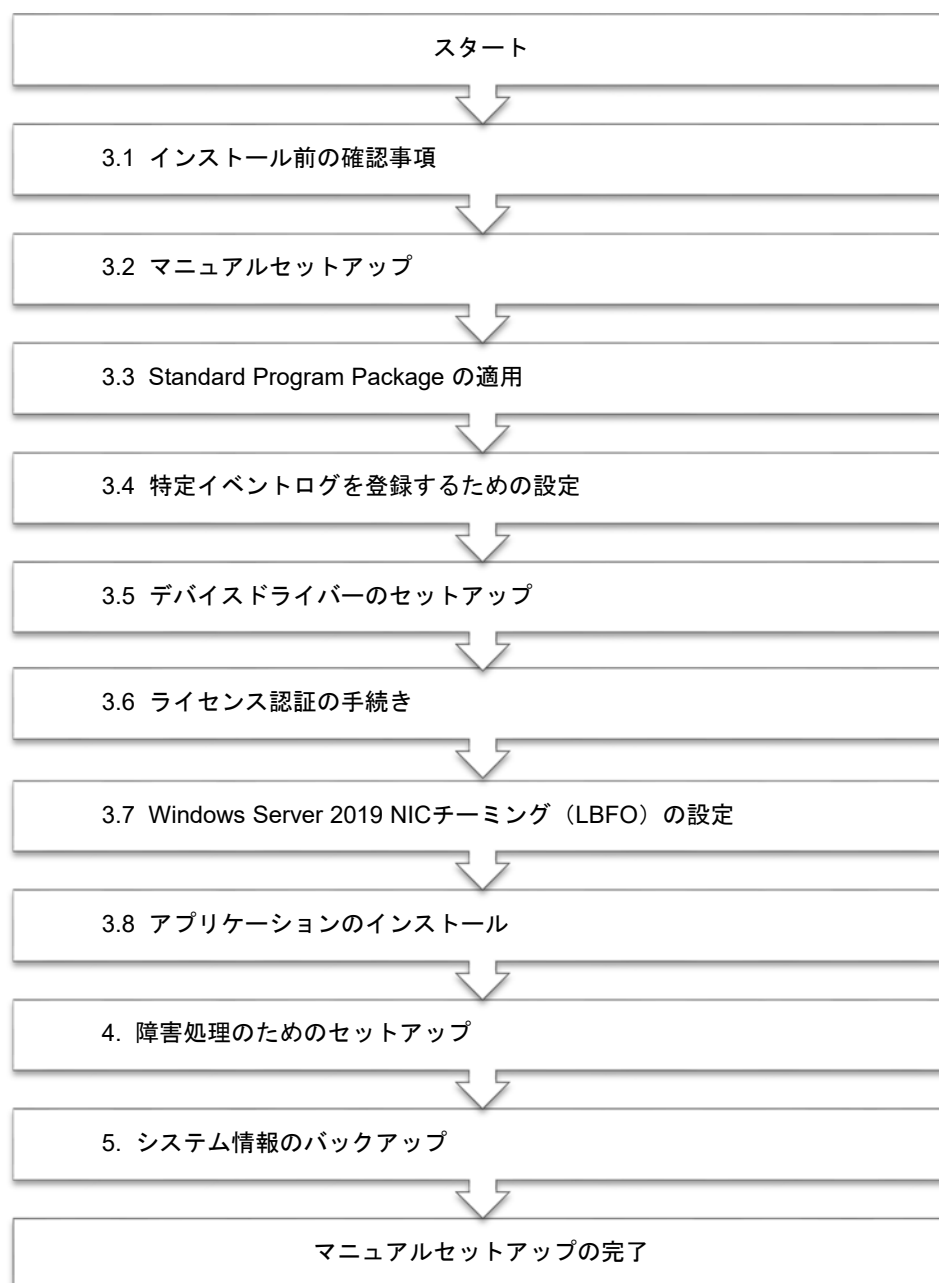 スタート
3.1 インストール前の確認事項
3.2 マニュアルセットアップ
3.3 Standard Program Package の適用
3.4 特定イベントログを登録するための設定
3.5 デバイスドライバーのセットアップ
3.6 ライセンス認証の手続き
3.7 Windows Server 2019 NICチーミング（LBFO）の設定
3.8 アプリケーションのインストール
4. 障害処理のためのセットアップ
5. システム情報のバックアップ
マニュアルセットアップの完了